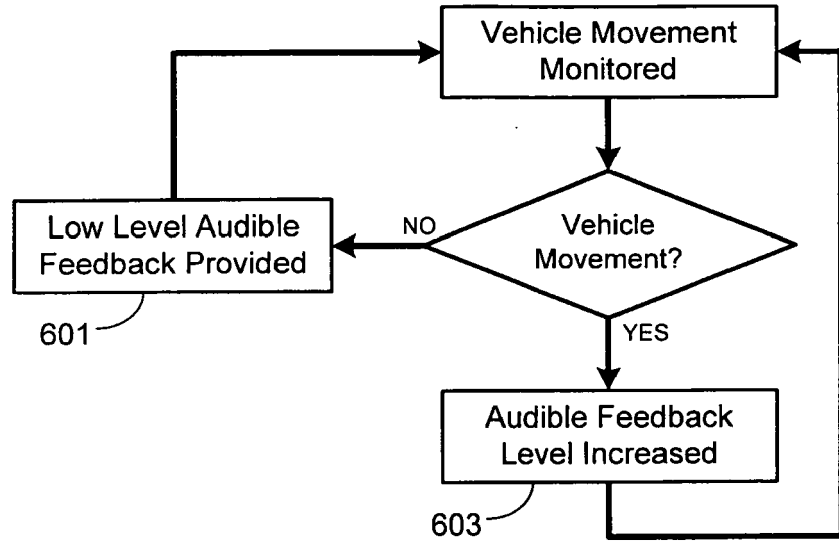 Vehicle Movement
Monitored
Low Level Audible
Feedback Provided
NO
Vehicle
Movement?
601
YES
Audible Feedback
Level Increased
603